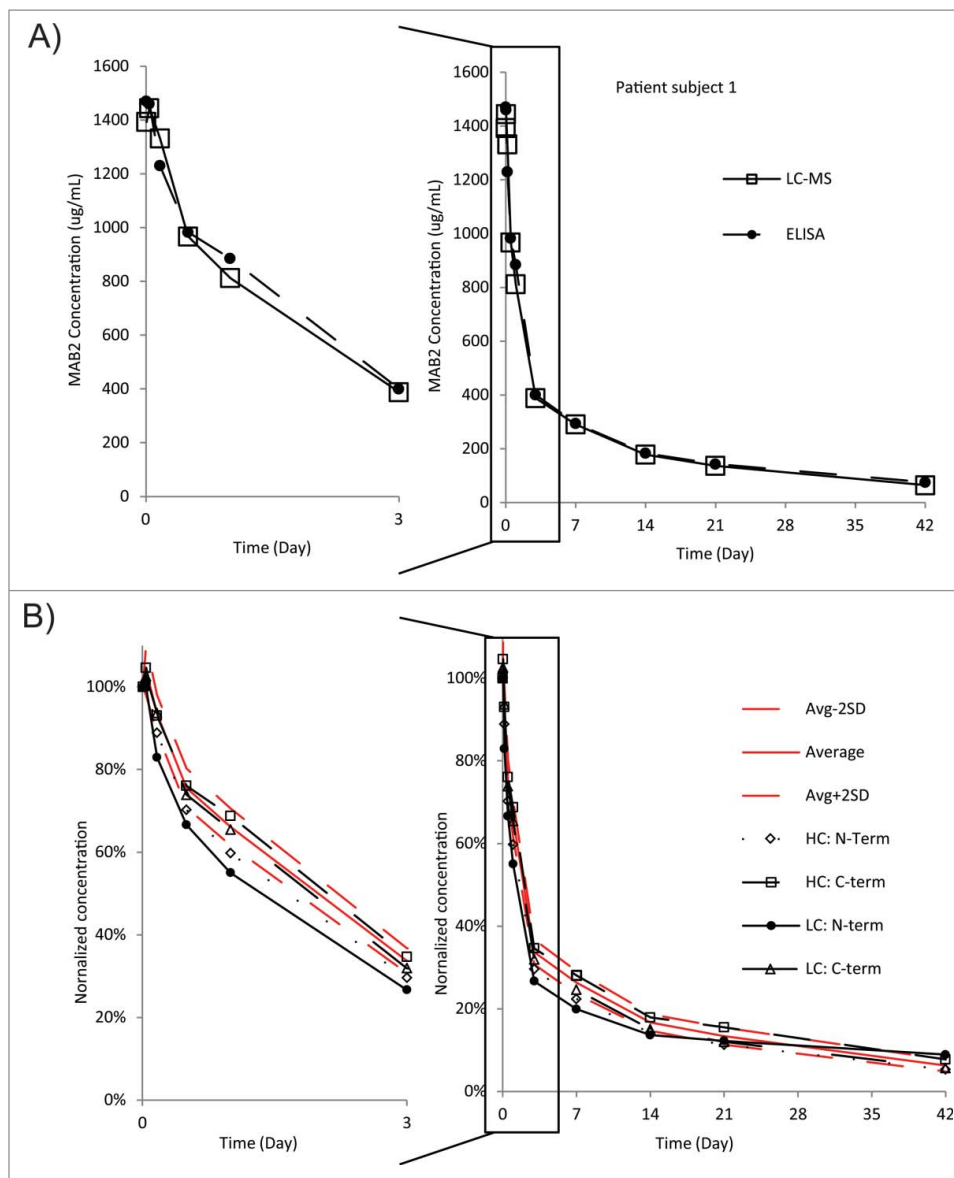 A)
1600
1400
1200
1000
800
600
400
200
0
MAB2 Concentration (ug/mL)
0
3
Time (Day)
1600
1400
1200
1000
800
600
400
200
0
MAB2 Concentration (ug/mL)
0
7
14
21
28
35
42
Time (Day)
Patient subject 1
LC-MS
ELISA
B)
100%
80%
60%
40%
20%
0%
Normalized concentration
0
3
Time (Day)
100%
80%
60%
40%
20%
0%
Normalized concentration
0
7
14
21
28
35
42
Time (Day)
Avg-2SD
Average
Avg+2SD
HC: N-Term
HC: C-term
LC: N-term
LC: C-term